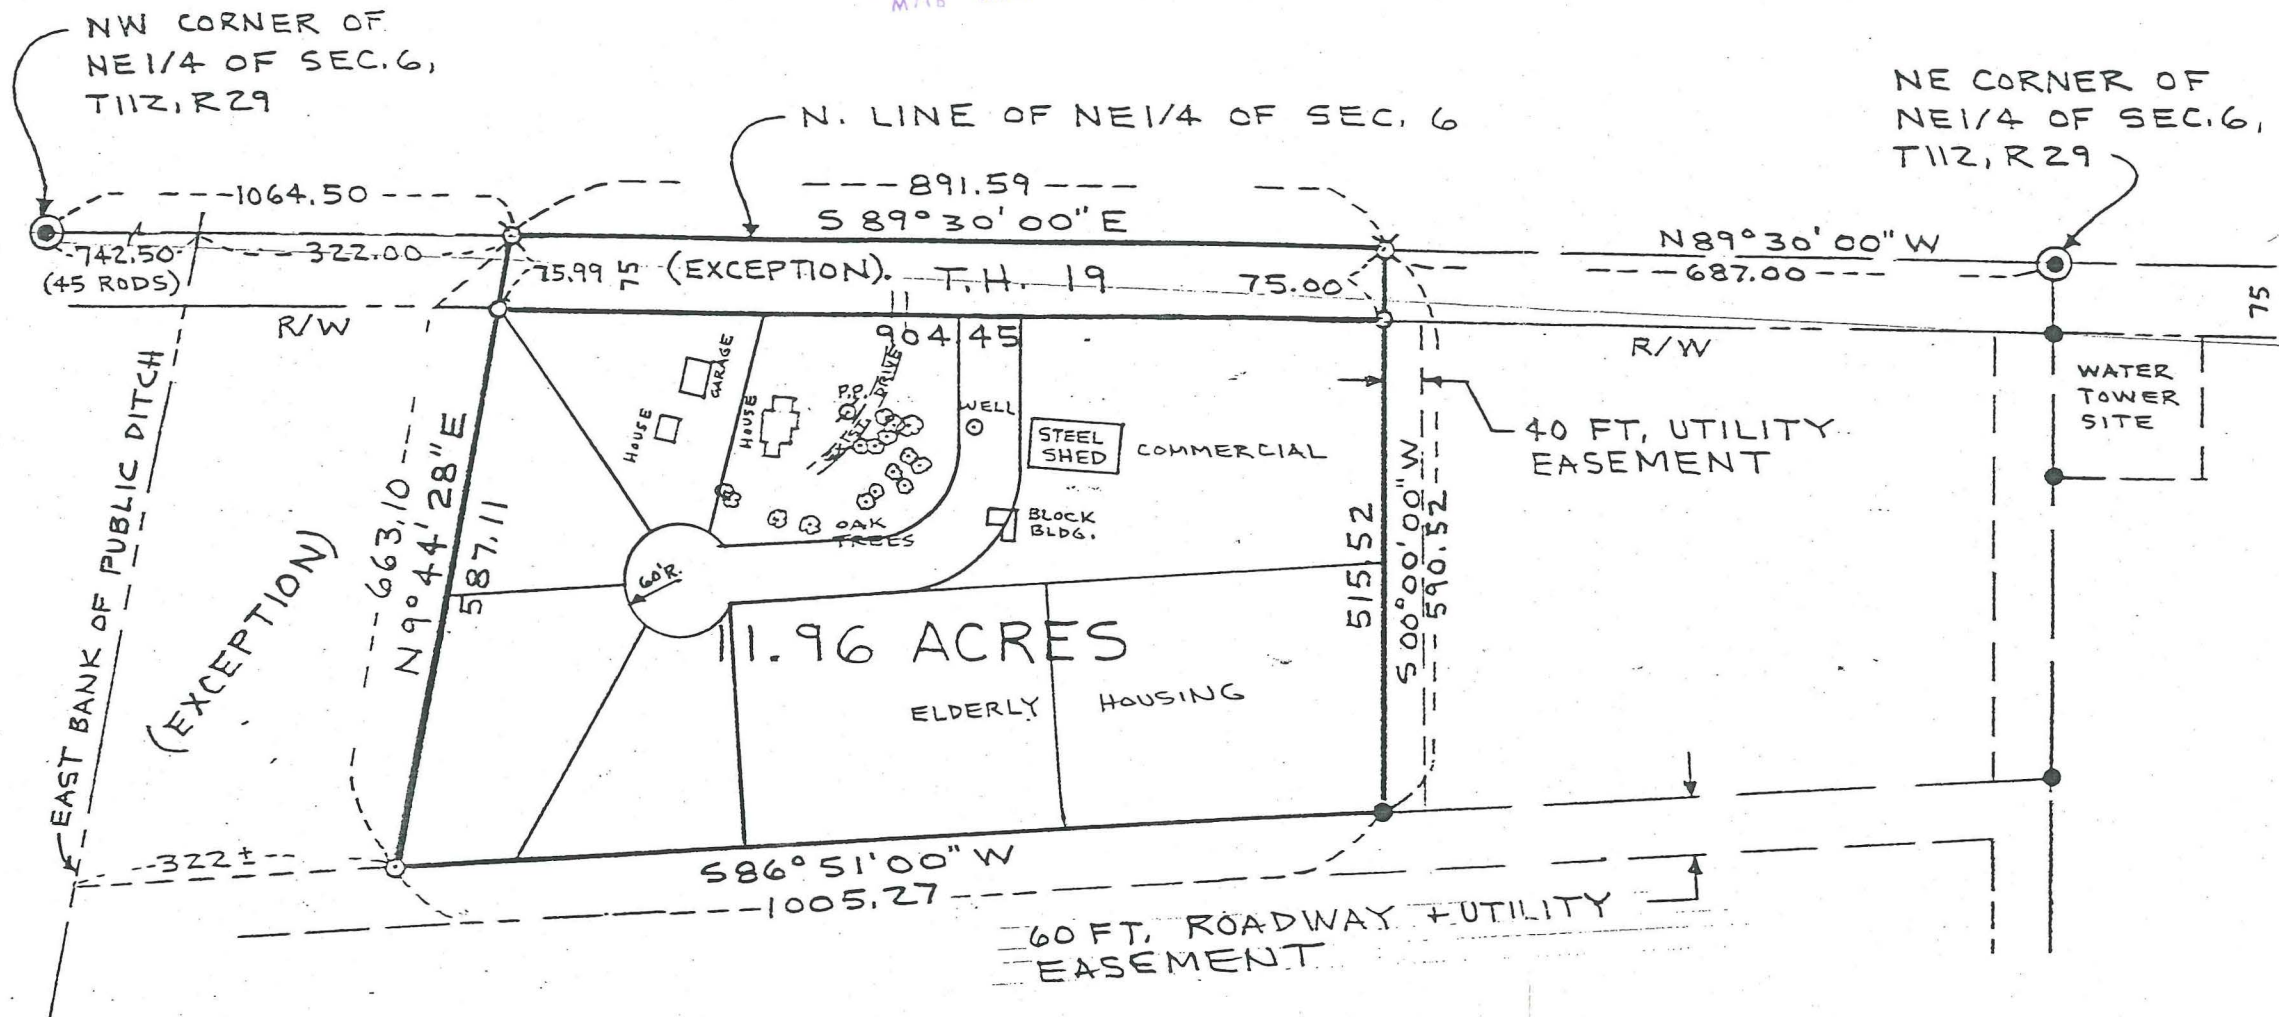 NW CORNER OF
NE1/4 OF SEC.6,
T112, R29
N. LINE OF NE1/4 OF SEC. 6
NE CORNER OF
NE1/4 OF SEC.6,
T112, R29
1064.50
891.59
S 89°30'00" E
N89°30'00" W
687.00
742.50
(45 RODS)
322.00
75.99
75
(EXCEPTION).
T.H. 19
75.00
75
R/W
904.45
R/W
GARAGE
HOUSE
HOUSE
P.P.
EXIST. DRIVE
WELL
STEEL
SHED
COMMERCIAL
BLOCK
BLDG.
OAK
TREES
40 FT. UTILITY
EASEMENT
WATER
TOWER
SITE
EAST BANK OF PUBLIC DITCH
(EXCEPTION)
663.10
N 9°44'28" E
587.11
60'R.
515.52
S 00°00'00" W
590.52
11.96 ACRES
ELDERLY HOUSING
322±
S86°51'00" W
1005.27
60 FT. ROADWAY + UTILITY
EASEMENT